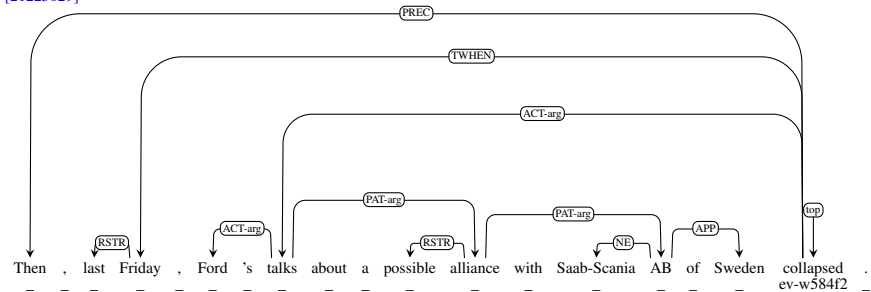 PREC
TWHEN
ACT-arg
PAT-arg
PAT-arg
top
ACT-arg
RSTR
RSTR
NE
APP
Then , last Friday , Ford 's talks about a possible alliance with Saab-Scania AB of Sweden collapsed .
_ _ _ _ _ _ _ _ _ _ _ _ _ _ _ _ _ ev-w584f2 _